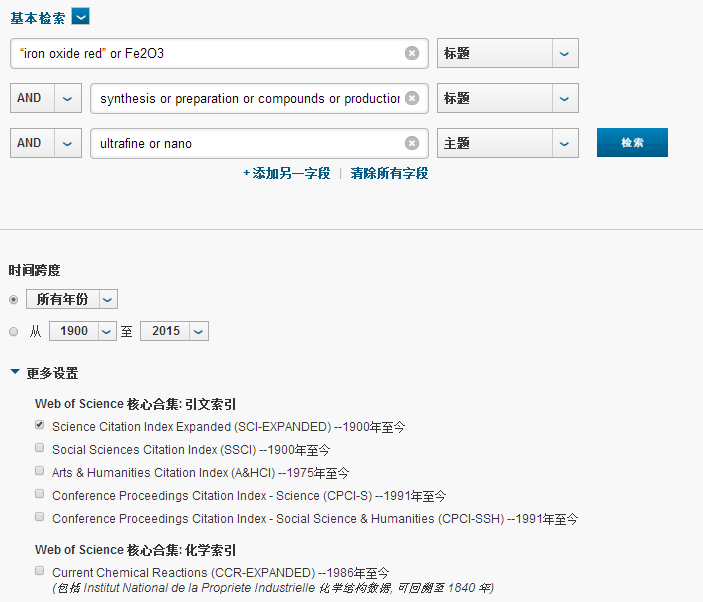 基本检索
“iron oxide red” or Fe2O3 标题
AND synthesis or preparation or compounds or production 标题
AND ultrafine or nano 主题 检索
+添加另一字段 | 清除所有字段
时间跨度
所有年份
从 1900 至 2015
更多设置
Web of Science 核心合集: 引文索引
Science Citation Index Expanded (SCI-EXPANDED) --1900年至今
Social Sciences Citation Index (SSCI) --1900年至今
Arts & Humanities Citation Index (A&HCI) --1975年至今
Conference Proceedings Citation Index - Science (CPCI-S) --1991年至今
Conference Proceedings Citation Index - Social Science & Humanities (CPCI-SSH) --1991年至今
Web of Science 核心合集: 化学索引
Current Chemical Reactions (CCR-EXPANDED) --1986年至今
(包括 Institut National de la Propriete Industrielle 化学结构数据, 可回溯至 1840 年)